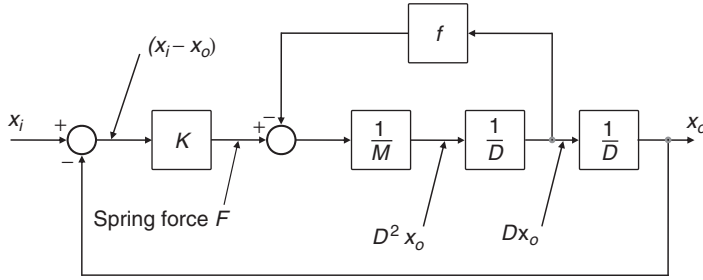 f
(xᵢ – xₒ)
xᵢ
+
–
K
+
–
1/M
1/D
1/D
xₒ
Spring force F
D² xₒ
Dxₒ